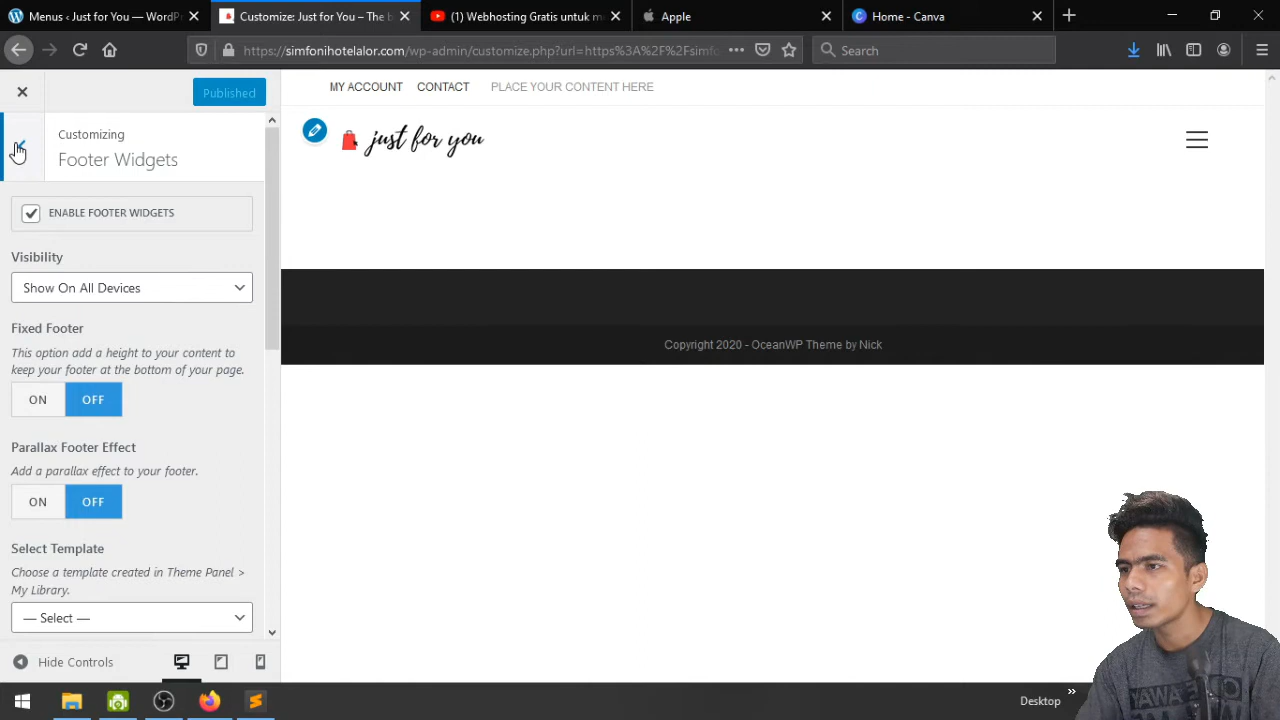 Menus ‹ Just for You — WordPr
Customize: Just for You – The b
(1) Webhosting Gratis untuk m
Apple
Home - Canva
https://simfonihotelalor.com/wp-admin/customize.php?url=https%3A%2F%2Fsimfo
Search
Published
Customizing
Footer Widgets
ENABLE FOOTER WIDGETS
Visibility
Show On All Devices
Fixed Footer
This option add a height to your content to
keep your footer at the bottom of your page.
ON OFF
Parallax Footer Effect
Add a parallax effect to your footer.
ON OFF
Select Template
Choose a template created in Theme Panel >
My Library.
— Select —
Hide Controls
MY ACCOUNT CONTACT PLACE YOUR CONTENT HERE
just for you
Copyright 2020 - OceanWP Theme by Nick
Desktop